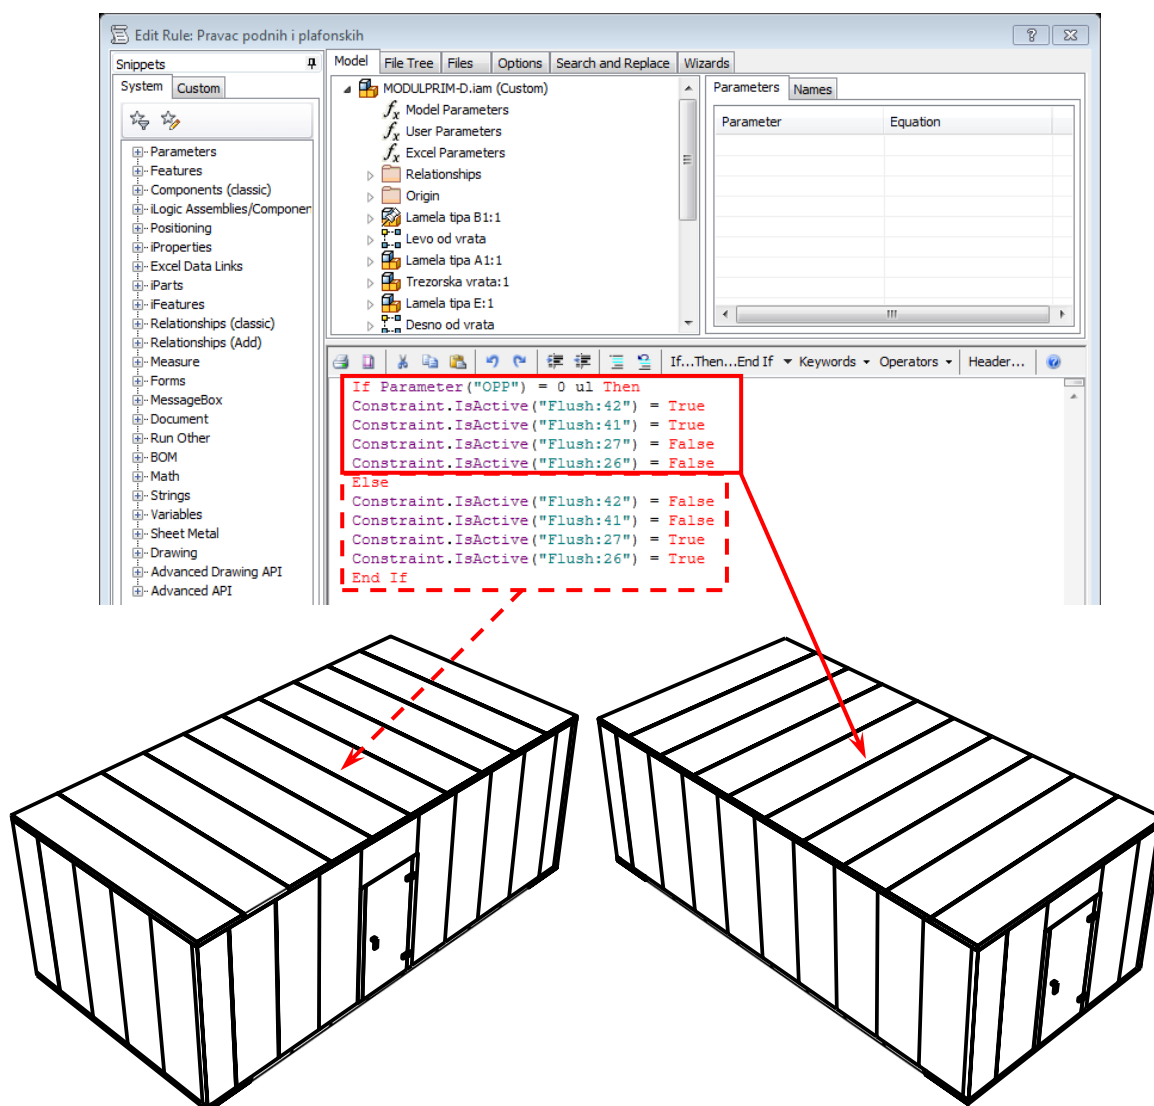 Edit Rule: Pravac podnih i plafonskih
Snippets
System Custom
Parameters
Features
Components (classic)
iLogic Assemblies/Componen
Positioning
iProperties
Excel Data Links
iParts
iFeatures
Relationships (classic)
Relationships (Add)
Measure
Forms
MessageBox
Document
Run Other
BOM
Math
Strings
Variables
Sheet Metal
Drawing
Advanced Drawing API
Advanced API
Model File Tree Files Options Search and Replace Wizards
MODULPRIM-D.iam (Custom)
fx Model Parameters
fx User Parameters
fx Excel Parameters
Relationships
Origin
Lamela tipa B1:1
Levo od vrata
Lamela tipa A1:1
Trezorska vrata:1
Lamela tipa E:1
Desno od vrata
Parameters Names
Parameter Equation
If...Then...End If Keywords Operators Header...
If Parameter("OPP") = 0 ul Then
Constraint.IsActive("Flush:42") = True
Constraint.IsActive("Flush:41") = True
Constraint.IsActive("Flush:27") = False
Constraint.IsActive("Flush:26") = False
Else
Constraint.IsActive("Flush:42") = False
Constraint.IsActive("Flush:41") = False
Constraint.IsActive("Flush:27") = True
Constraint.IsActive("Flush:26") = True
End If